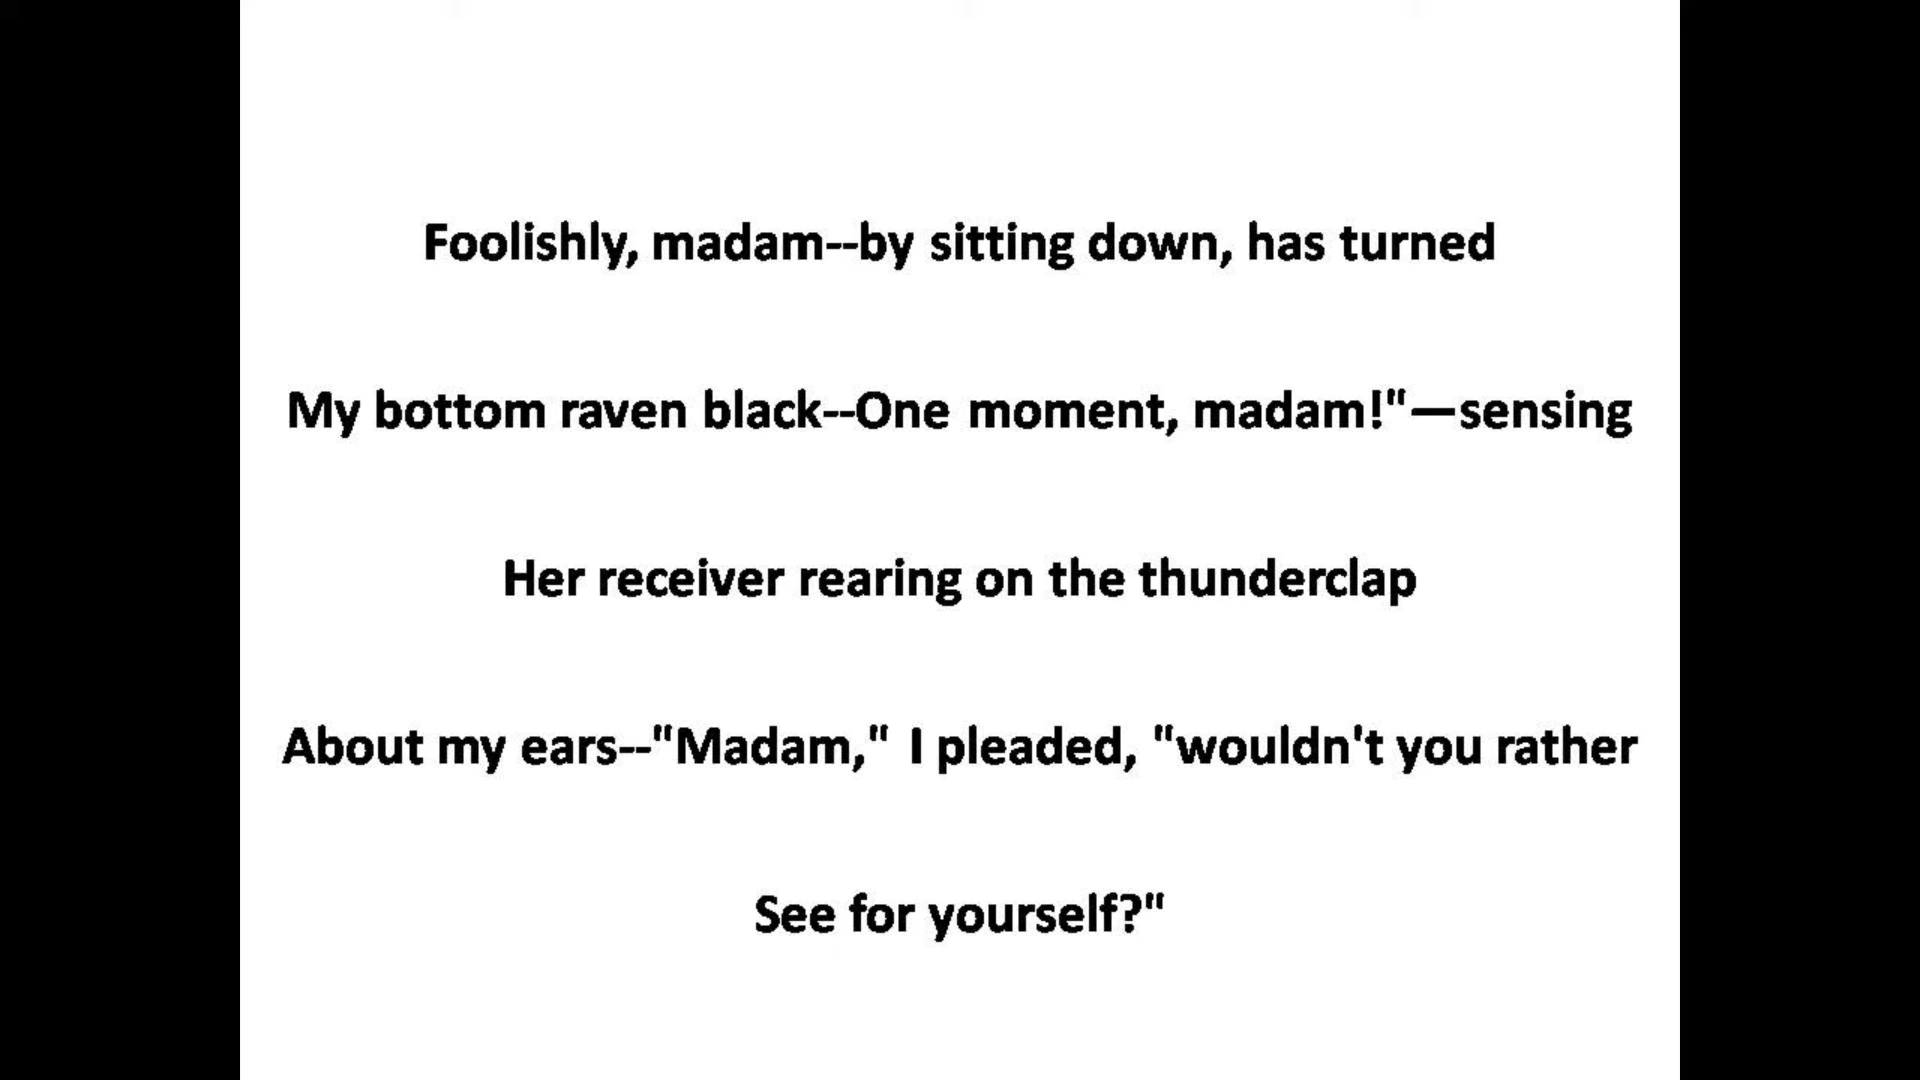 Foolishly, madam--by sitting down, has turned
My bottom raven black--One moment, madam!"—sensing
Her receiver rearing on the thunderclap
About my ears--"Madam," I pleaded, "wouldn't you rather
See for yourself?"